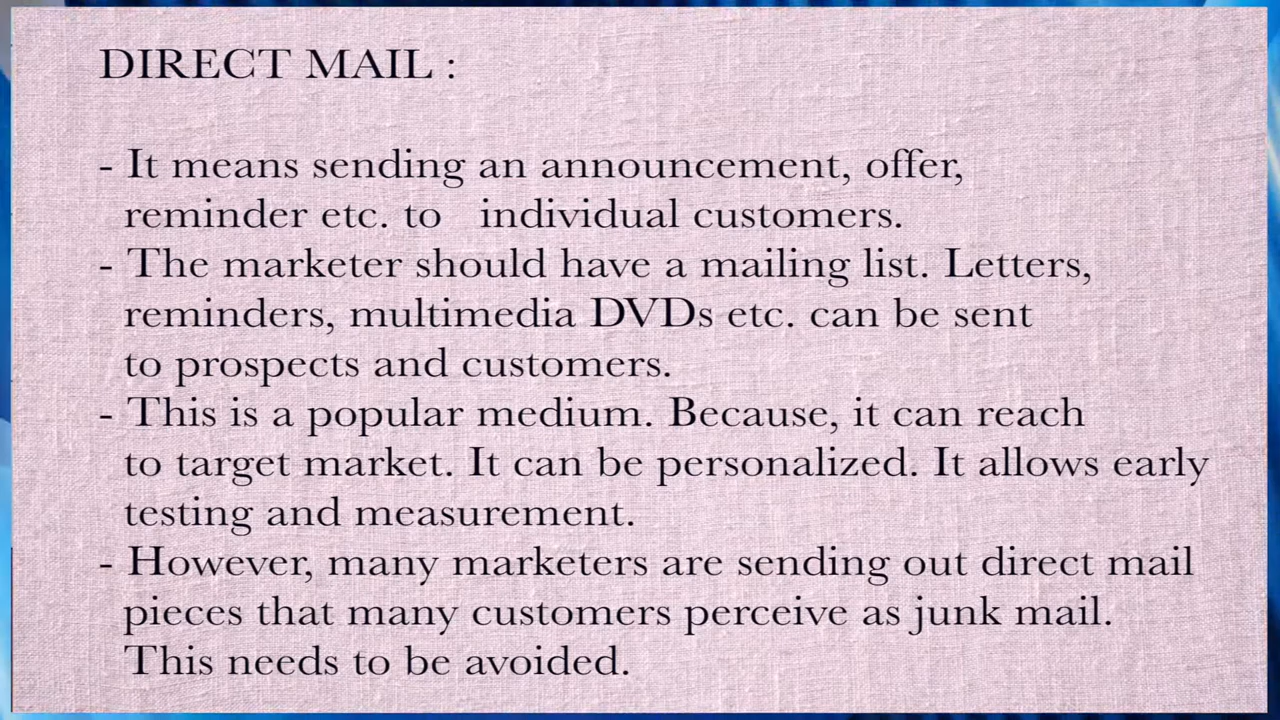 DIRECT MAIL :
- It means sending an announcement, offer,
reminder etc. to individual customers.
- The marketer should have a mailing list. Letters,
reminders, multimedia DVDs etc. can be sent
to prospects and customers.
- This is a popular medium. Because, it can reach
to target market. It can be personalized. It allows early
testing and measurement.
- However, many marketers are sending out direct mail
pieces that many customers perceive as junk mail.
This needs to be avoided.